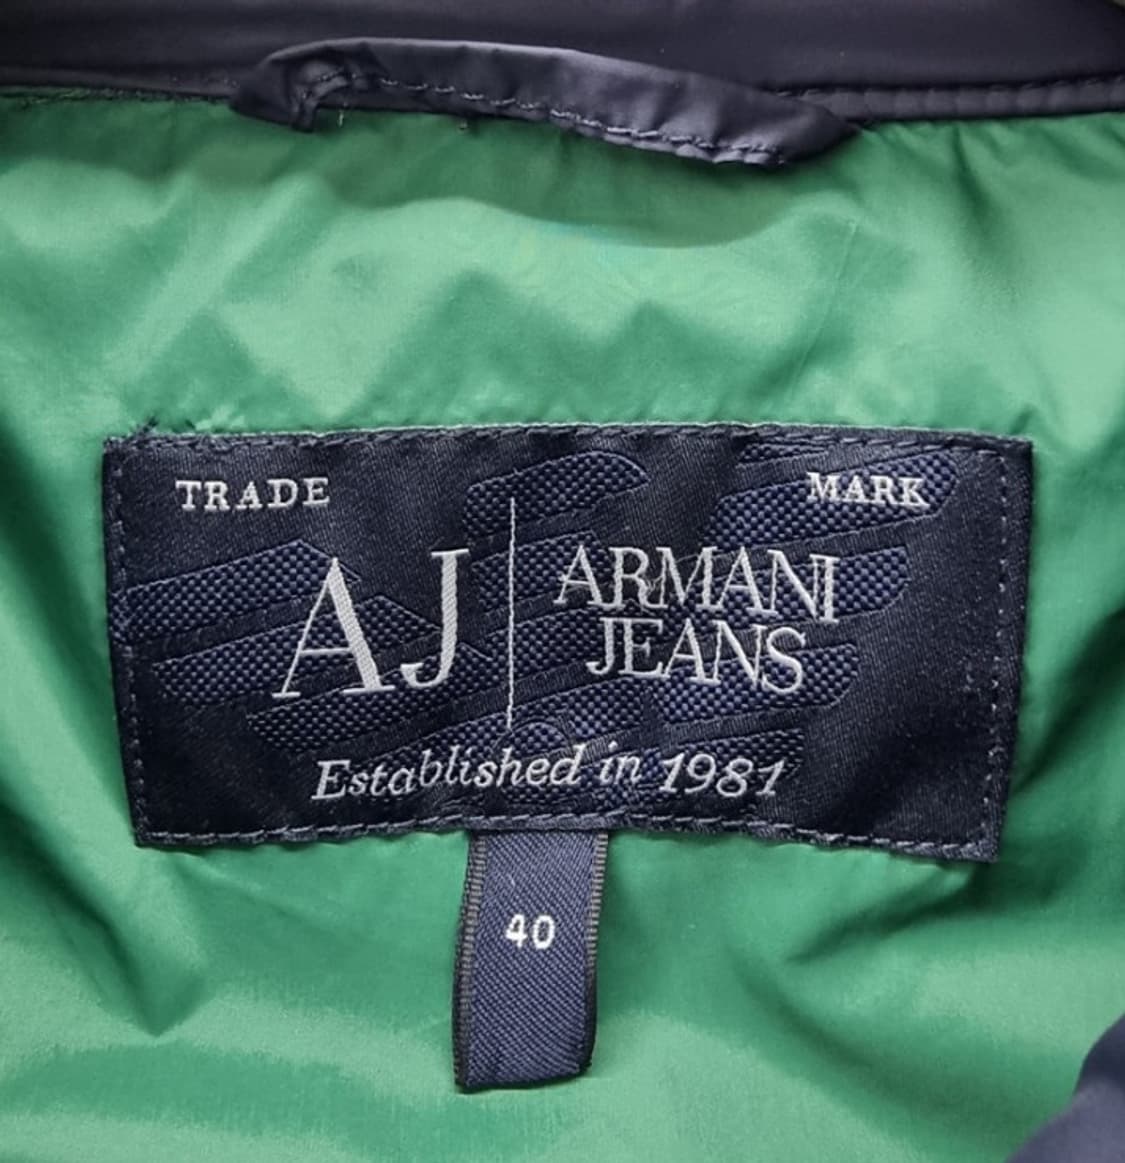 TRADE MARK
AJ ARMANI
JEANS
Established in 1981
40